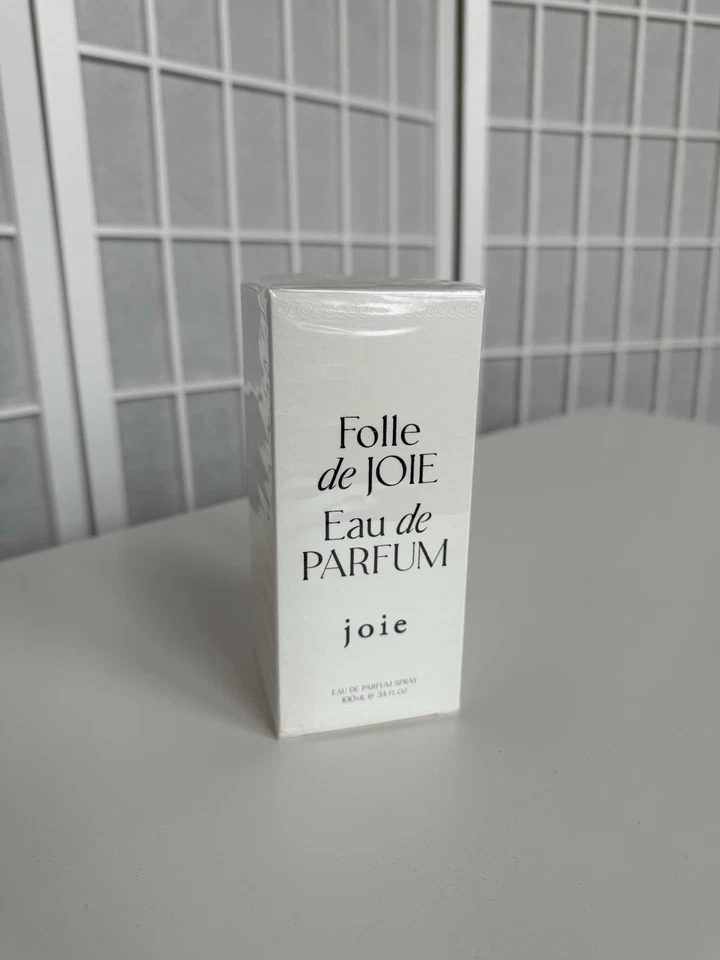 Folle
de JOIE
Eau de
PARFUM
joie
EAU DE PARFUM SPRAY
100ML e 3.4 FL OZ